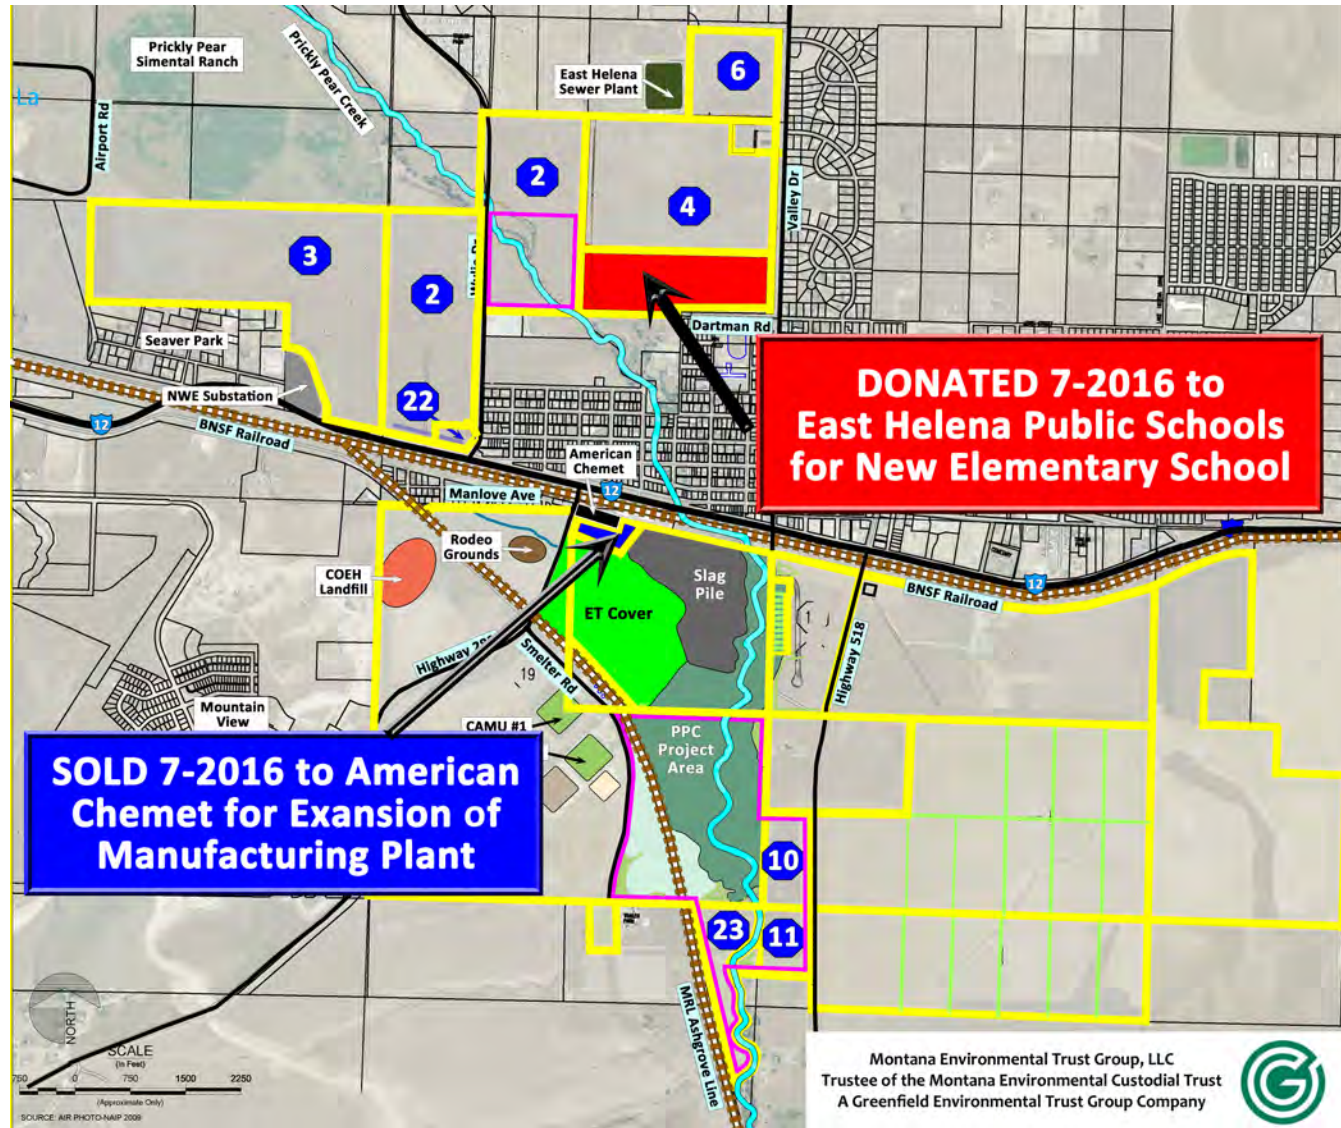 Prickly Pear
Simental Ranch
Prickly Pear Creek
East Helena
Sewer Plant
6
La
Airport Rd
2
4
Valley Dr
3
2
Dartman Rd
Seaver Park
NWE Substation
22
12
BNSF Railroad
DONATED 7-2016 to
East Helena Public Schools
for New Elementary School
American
Chemet
12
Manlove Ave
Rodeo
Grounds
COEH
Landfill
Slag
Pile
ET Cover
12
BNSF Railroad
Highway 518
Smelter Rd
19
Mountain
View
CAMU #1
PPC
Project
Area
SOLD 7-2016 to American
Chemet for Exansion of
Manufacturing Plant
10
23
11
MRL Ashgrove Line
NORTH
SCALE
(in Feet)
750 0 750 1500 2250
(Approximate Only)
SOURCE: AIR PHOTO-NAIP 2009
Montana Environmental Trust Group, LLC
Trustee of the Montana Environmental Custodial Trust
A Greenfield Environmental Trust Group Company